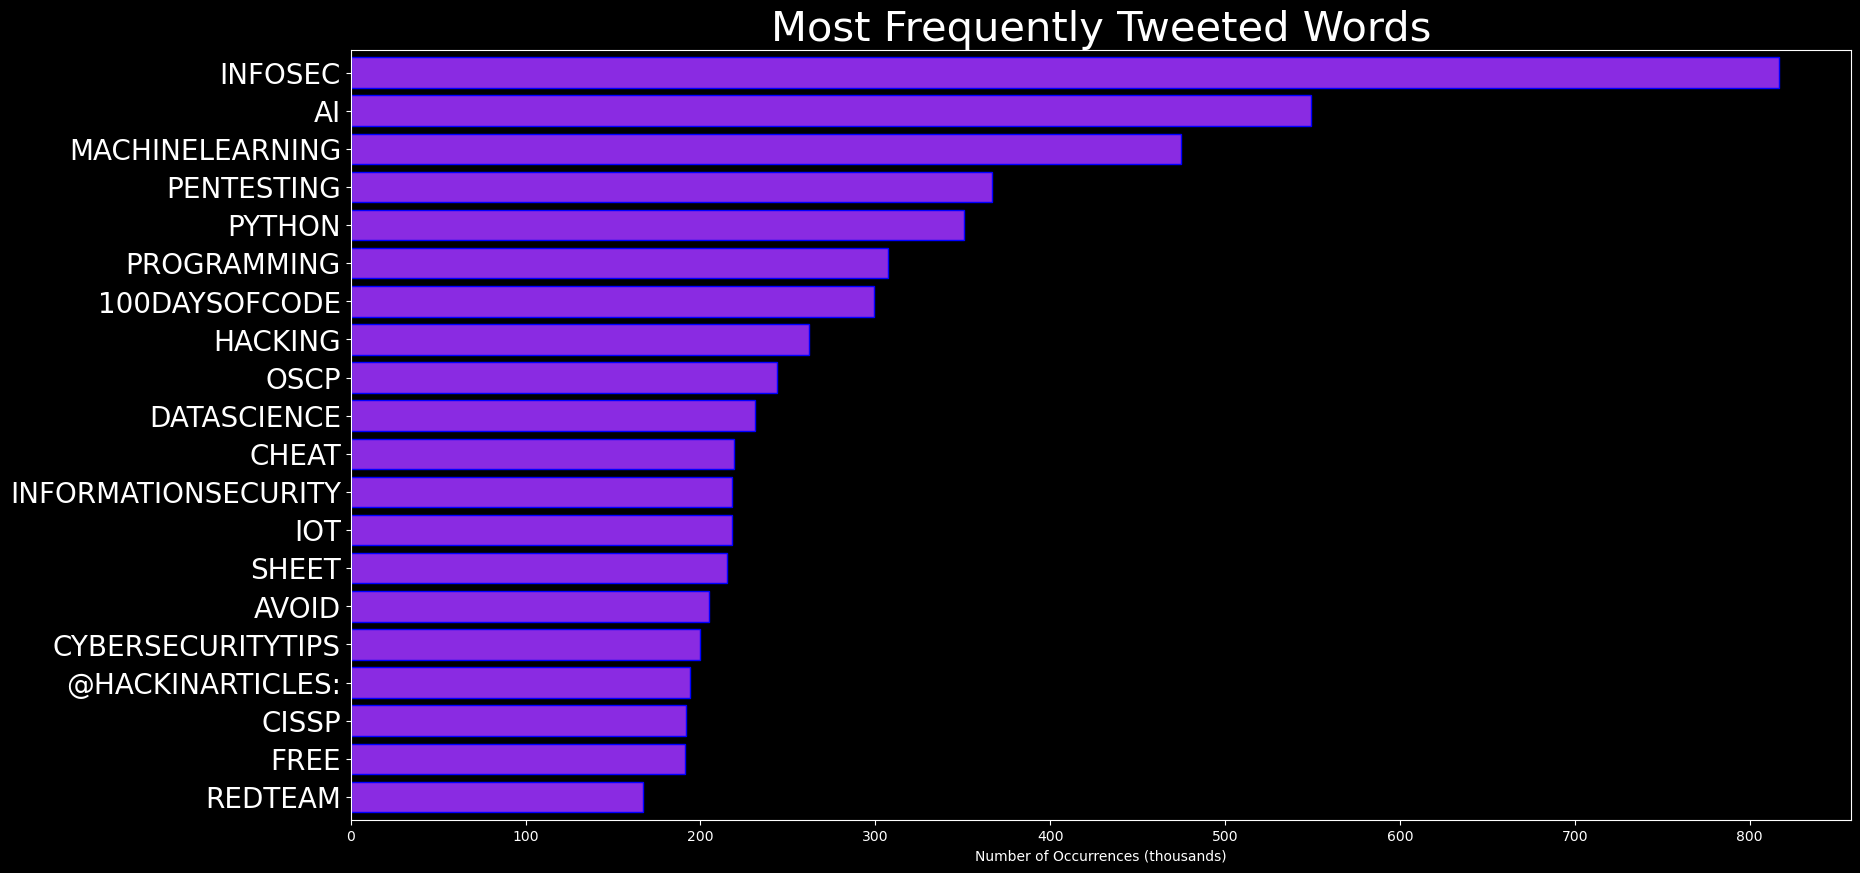 Most Frequently Tweeted Words
INFOSEC
AI
MACHINELEARNING
PENTESTING
PYTHON
PROGRAMMING
100DAYSOFCODE
HACKING
OSCP
DATASCIENCE
CHEAT
INFORMATIONSECURITY
IOT
SHEET
AVOID
CYBERSECURITYTIPS
@HACKINARTICLES:
CISSP
FREE
REDTEAM
0 100 200 300 400 500 600 700 800
Number of Occurrences (thousands)